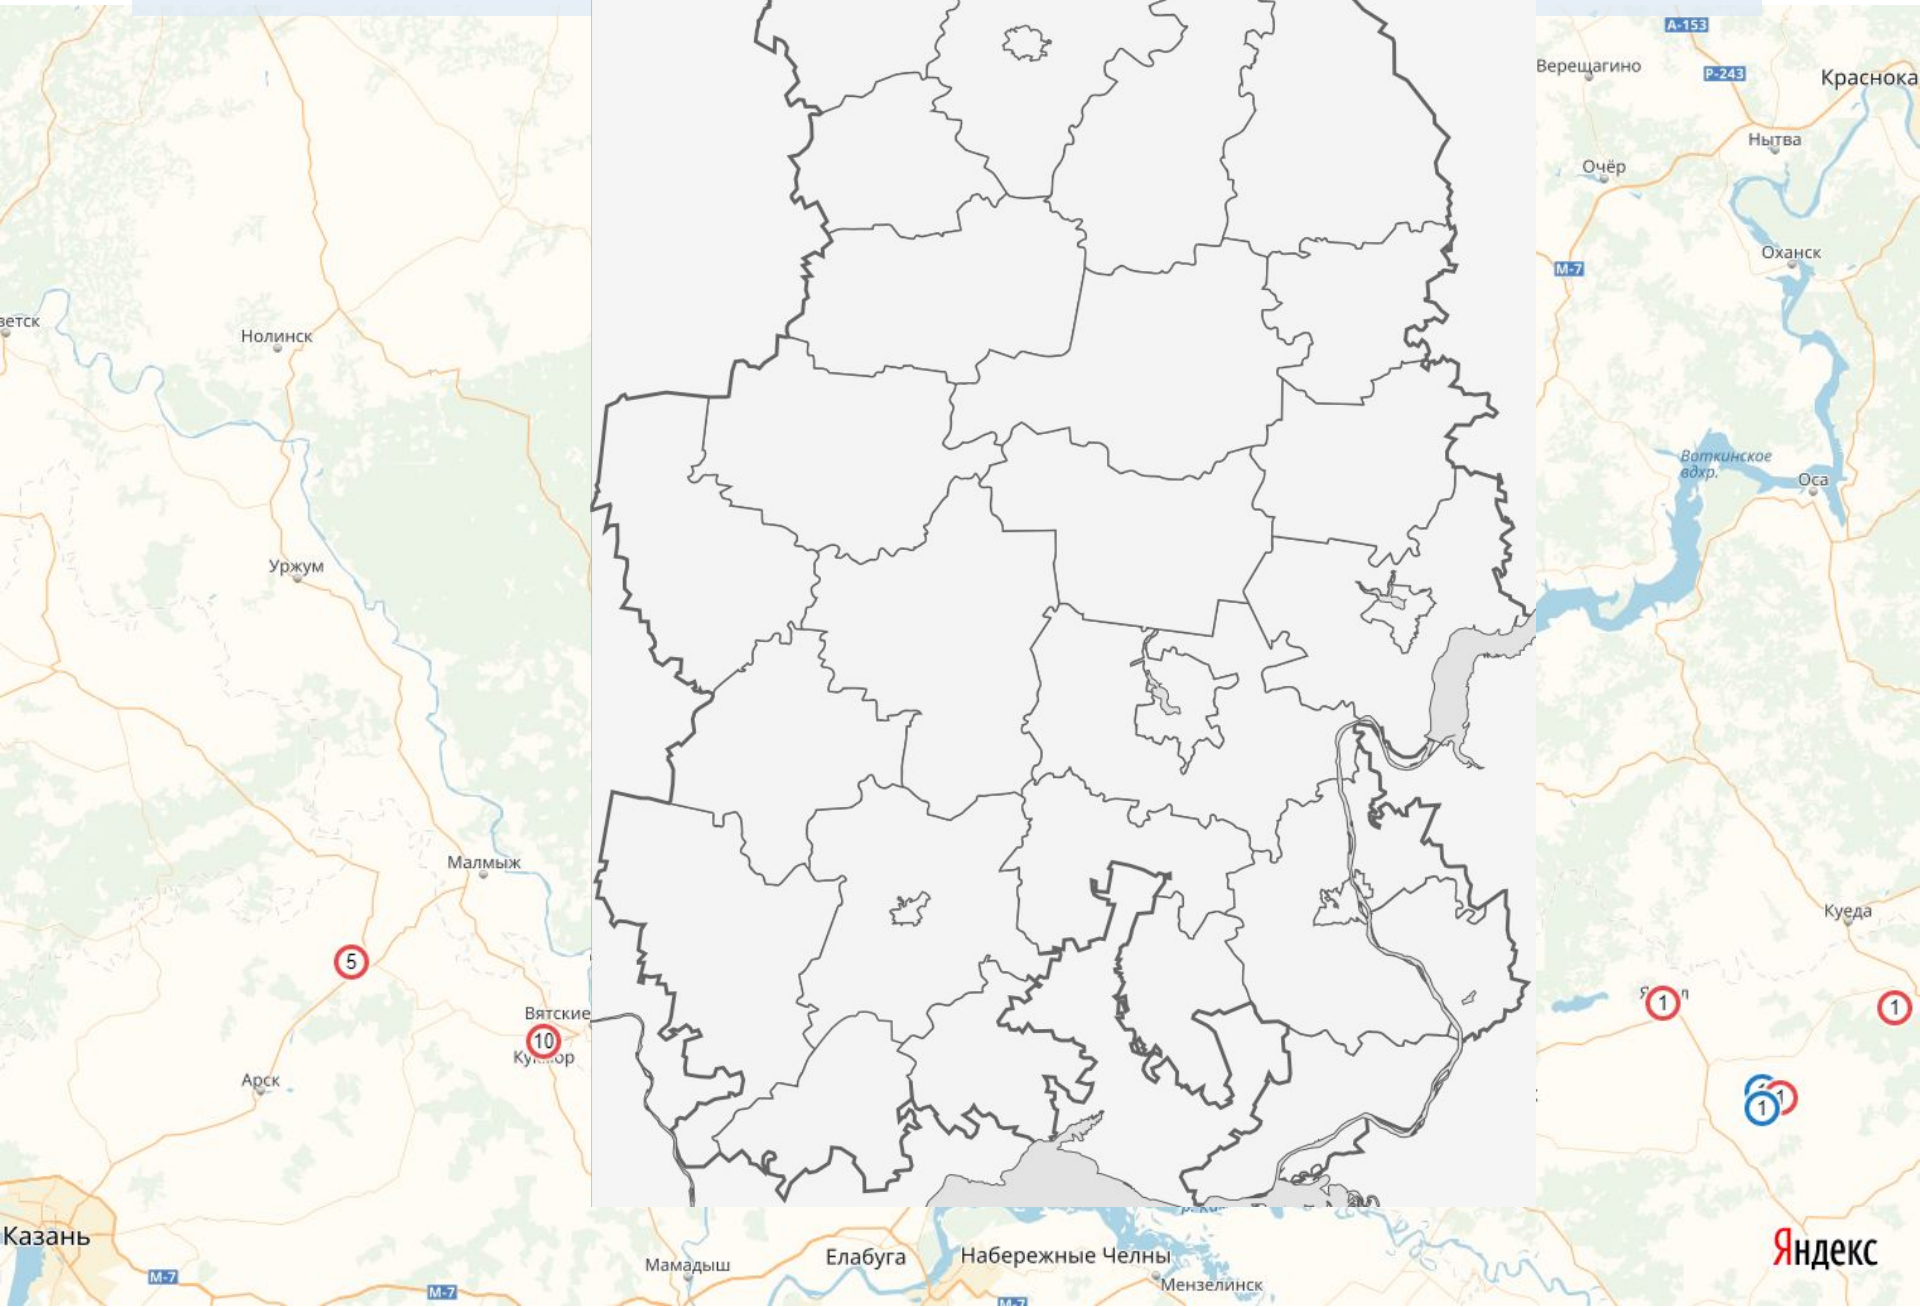 А-153
Верещагино
Р-243
Краснока
Нытва
Очёр
Оханск
М-7
ветск
Нолинск
Воткинское
вдхр.
Оса
Уржум
Малмыж
Куеда
5
1
1
Вятские
10
Арск
1
1
Казань
Елабуга
Набережные Челны
Яндекс
Мамадыш
М-7
Мензелинск
М-7
М-7